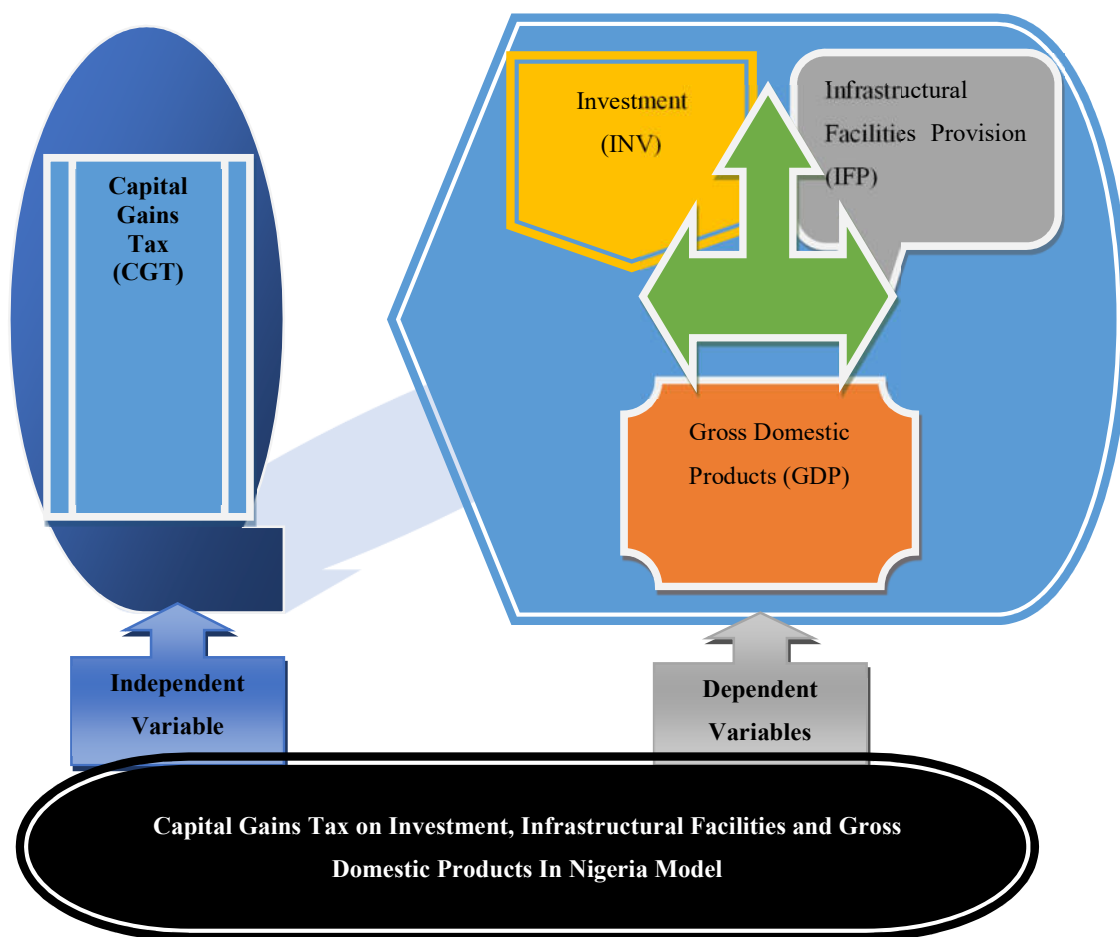 Capital
Gains
Tax
(CGT)
Investment
(INV)
Infrastructural
Facilities Provision
(IFP)
Gross Domestic
Products (GDP)
Independent
Variable
Dependent
Variables
Capital Gains Tax on Investment, Infrastructural Facilities and Gross
Domestic Products In Nigeria Model